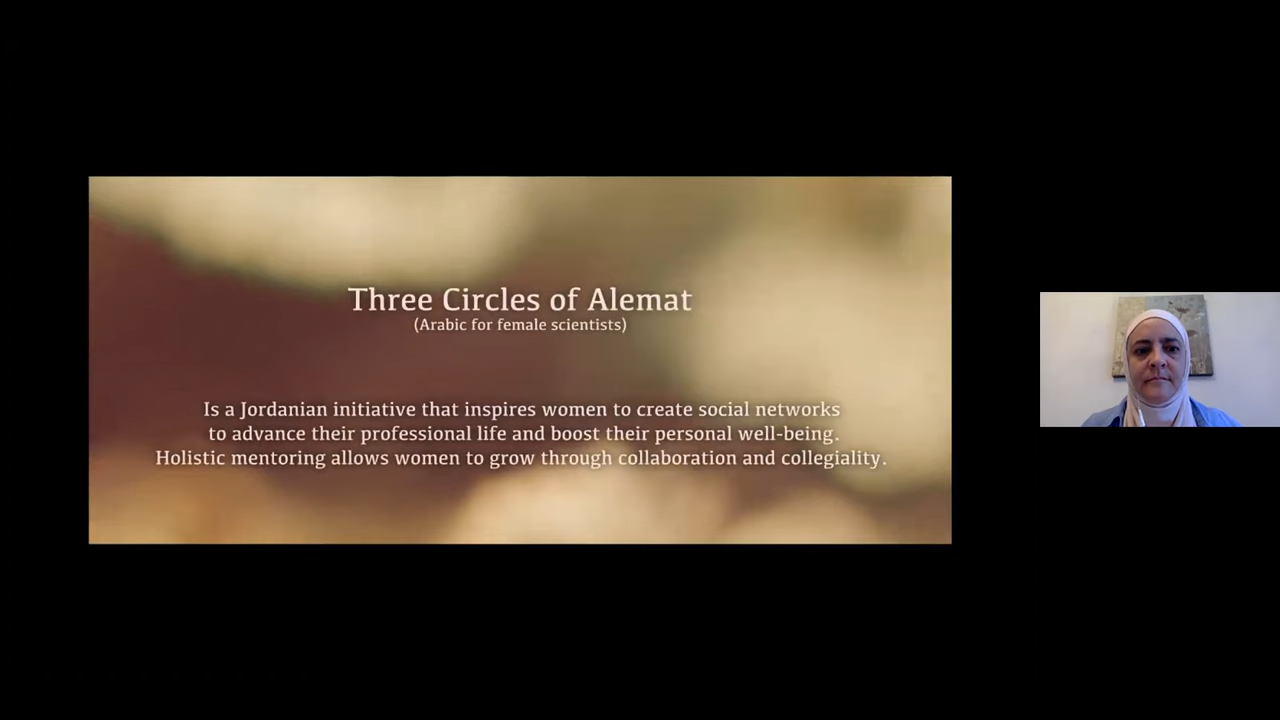 Three Circles of Alemat
(Arabic for female scientists)
Is a Jordanian initiative that inspires women to create social networks
to advance their professional life and boost their personal well-being.
Holistic mentoring allows women to grow through collaboration and collegiality.